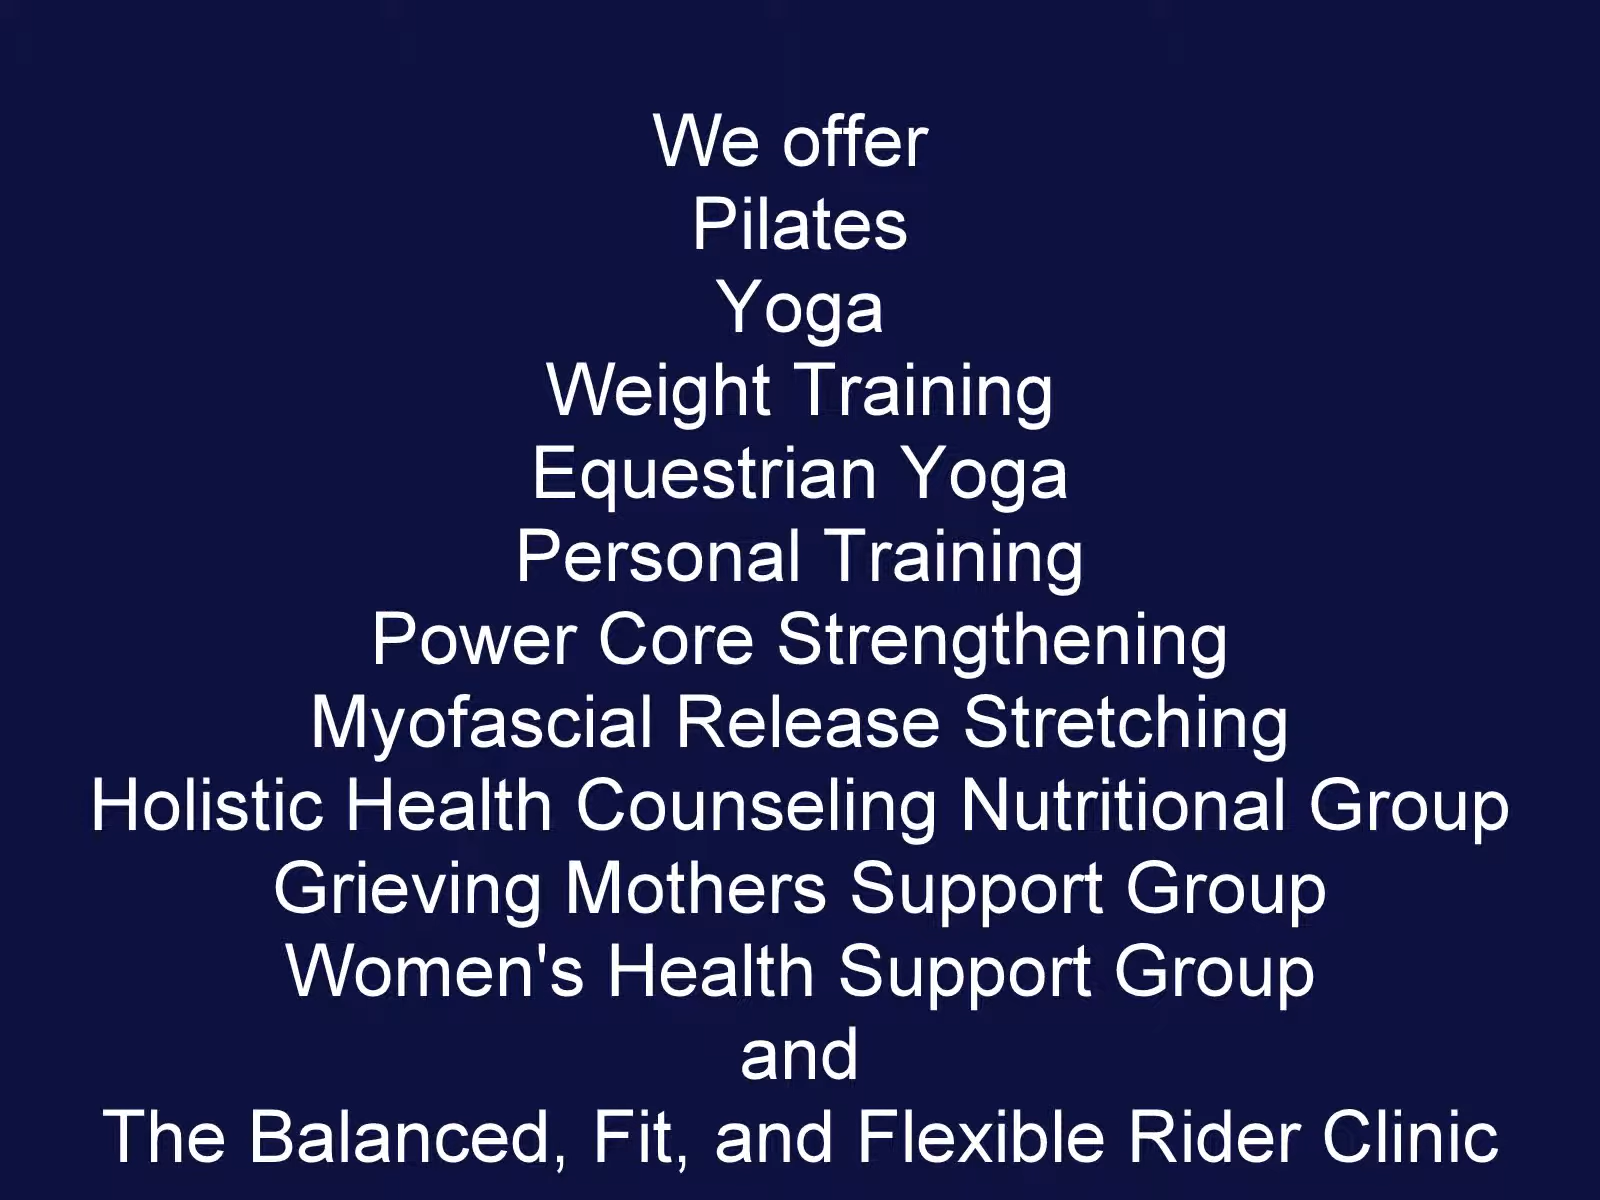 We offer
Pilates
Yoga
Weight Training
Equestrian Yoga
Personal Training
Power Core Strengthening
Myofascial Release Stretching
Holistic Health Counseling Nutritional Group
Grieving Mothers Support Group
Women's Health Support Group
and
The Balanced, Fit, and Flexible Rider Clinic